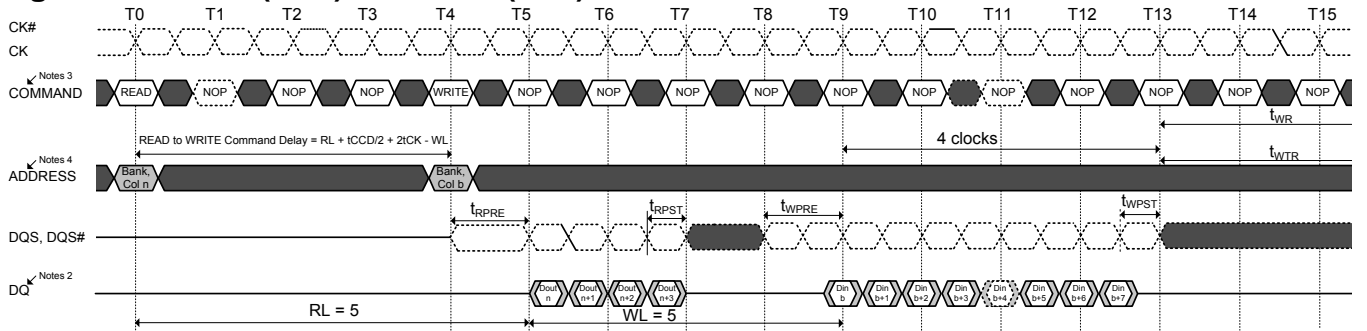 T0 T1 T2 T3 T4 T5 T6 T7 T8 T9 T10 T11 T12 T13 T14 T15
CK#
CK
Notes 3
COMMAND READ NOP NOP NOP WRITE NOP NOP NOP NOP NOP NOP NOP NOP NOP NOP NOP
tWR
READ to WRITE Command Delay = RL + tCCD/2 + 2tCK - WL
4 clocks
Notes 4
tWTR
ADDRESS
Bank, Col n
Bank, Col b
tRPRE tRPST tWPRE tWPST
DQS, DQS#
Notes 2
DQ
Dout n
Dout n+1
Dout n+2
Dout n+3
Din b
Din b+1
Din b+2
Din b+3
Din b+4
Din b+5
Din b+6
Din b+7
RL = 5 WL = 5